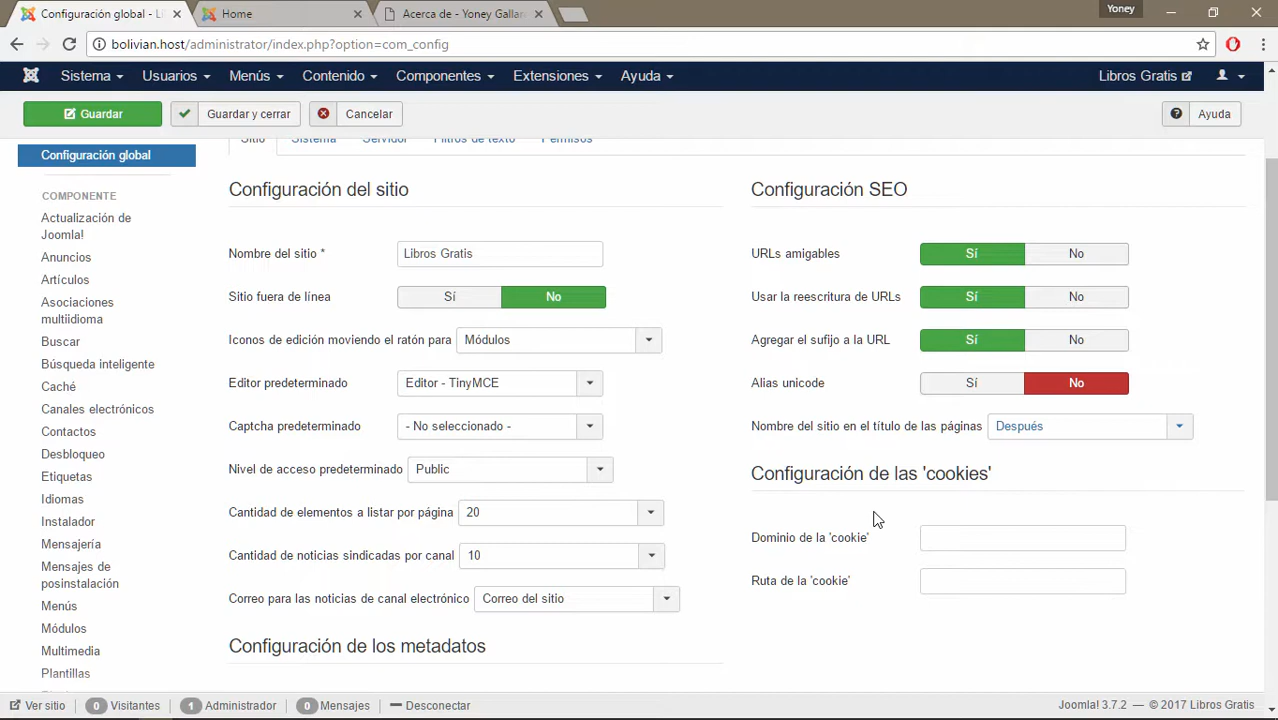 Configuración global - Li
Home
Acerca de - Yoney Gallar
Yoney
bolivian.host/administrator/index.php?option=com_config
Sistema
Usuarios
Menús
Contenido
Componentes
Extensiones
Ayuda
Libros Gratis
Guardar
Guardar y cerrar
Cancelar
Ayuda
Sitio
Sistema
Servidor
Filtros de texto
Permisos
Configuración global
COMPONENTE
Actualización de
Joomla!
Anuncios
Artículos
Asociaciones
multiidioma
Buscar
Búsqueda inteligente
Caché
Canales electrónicos
Contactos
Desbloqueo
Etiquetas
Idiomas
Instalador
Mensajería
Mensajes de
posinstalación
Menús
Módulos
Multimedia
Plantillas
Configuración del sitio
Nombre del sitio * Libros Gratis
Sitio fuera de línea Sí No
Iconos de edición moviendo el ratón para Módulos
Editor predeterminado Editor - TinyMCE
Captcha predeterminado - No seleccionado -
Nivel de acceso predeterminado Public
Cantidad de elementos a listar por página 20
Cantidad de noticias sindicadas por canal 10
Correo para las noticias de canal electrónico Correo del sitio
Configuración de los metadatos
Configuración SEO
URLs amigables Sí No
Usar la reescritura de URLs Sí No
Agregar el sufijo a la URL Sí No
Alias unicode Sí No
Nombre del sitio en el título de las páginas Después
Configuración de las 'cookies'
Dominio de la 'cookie'
Ruta de la 'cookie'
Ver sitio
0 Visitantes
1 Administrador
0 Mensajes
Desconectar
Joomla! 3.7.2 — © 2017 Libros Gratis